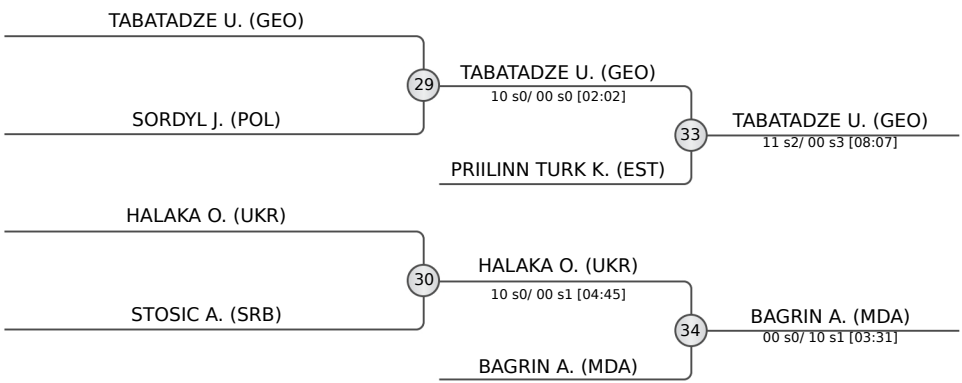 TABATADZE U. (GEO)
29
SORDYL J. (POL)
TABATADZE U. (GEO)
10 s0/ 00 s0 [02:02]
33
PRIILINN TURK K. (EST)
TABATADZE U. (GEO)
11 s2/ 00 s3 [08:07]
HALAKA O. (UKR)
30
STOSIC A. (SRB)
HALAKA O. (UKR)
10 s0/ 00 s1 [04:45]
34
BAGRIN A. (MDA)
BAGRIN A. (MDA)
00 s0/ 10 s1 [03:31]